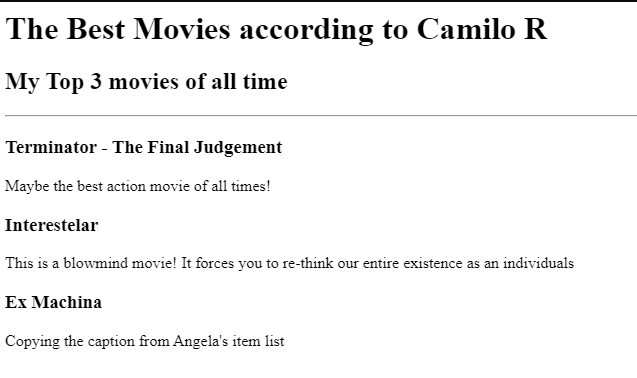 The Best Movies according to Camilo R
My Top 3 movies of all time
Terminator - The Final Judgement
Maybe the best action movie of all times!
Interestelar
This is a blowmind movie! It forces you to re-think our entire existence as an individuals
Ex Machina
Copying the caption from Angela's item list